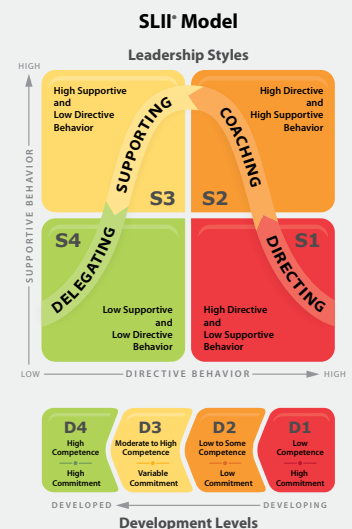 SLII® Model
Leadership Styles
HIGH
High Supportive
and
Low Directive
Behavior
High Directive
and
High Supportive
Behavior
SUPPORTING
COACHING
S3
S2
S4
S1
DELEGATING
DIRECTING
SUPPORTIVE BEHAVIOR
Low Supportive
and
Low Directive
Behavior
High Directive
and
Low Supportive
Behavior
LOW
DIRECTIVE BEHAVIOR
HIGH
D4
High
Competence
High
Commitment
D3
Moderate to High
Competence
Variable
Commitment
D2
Low to Some
Competence
Low
Commitment
D1
Low
Competence
High
Commitment
DEVELOPED
DEVELOPING
Development Levels